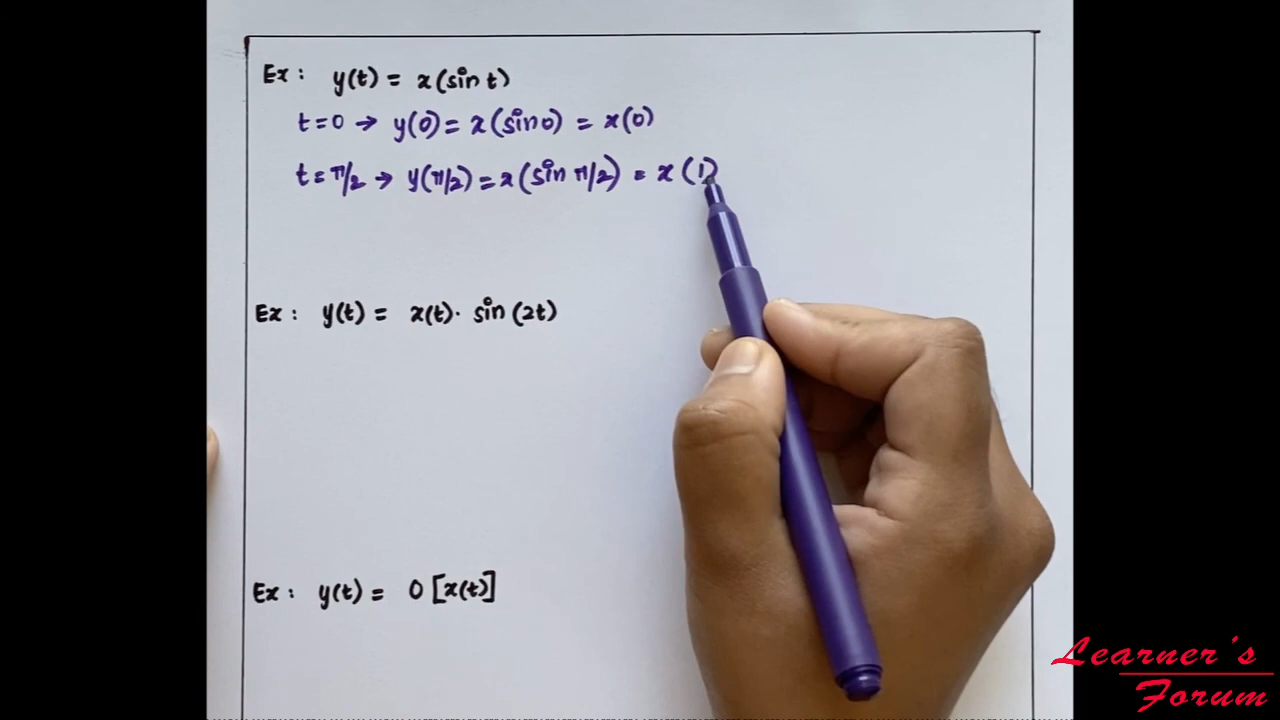 Ex : y(t) = x(sin t)
t=0 → y(0) = x(sin 0) = x(0)
t=π/2 → y(π/2) = x(sin π/2) = x(1)
Ex : y(t) = x(t). sin (2t)
Ex : y(t) = 0 [x(t)]
Learner's
Forum